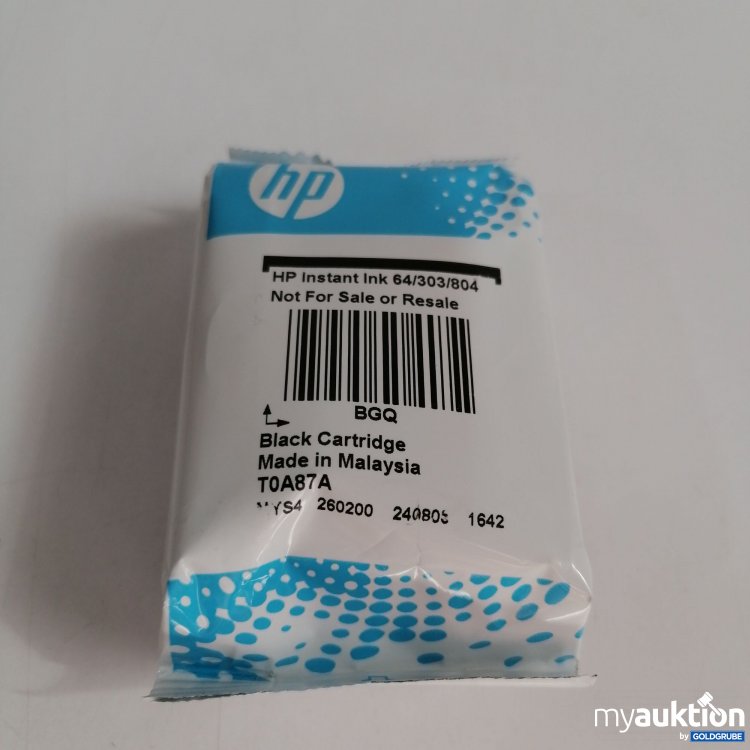 hp
HP Instant Ink 64/303/804
Not For Sale or Resale
BGQ
Black Cartridge
Made in Malaysia
T0A87A
260200 1642
myauktion
by GOLDGRUBE